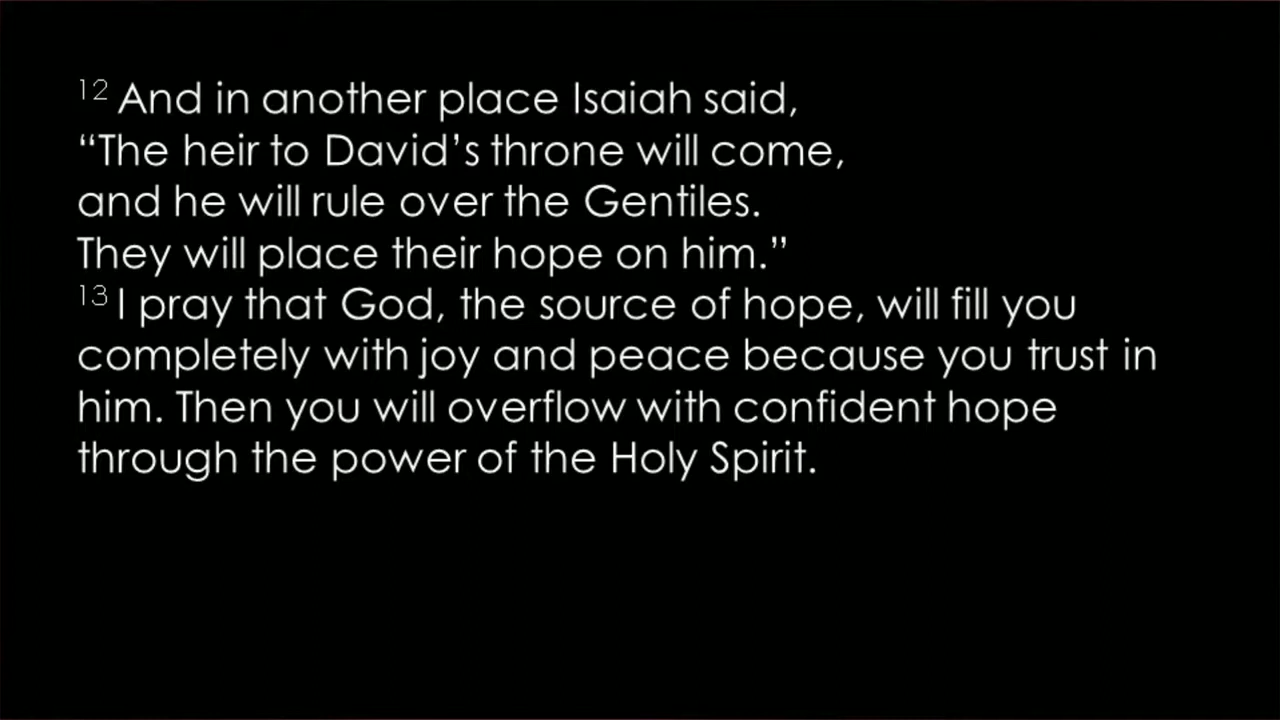 12 And in another place Isaiah said,
“The heir to David’s throne will come,
and he will rule over the Gentiles.
They will place their hope on him.”
13 I pray that God, the source of hope, will fill you
completely with joy and peace because you trust in
him. Then you will overflow with confident hope
through the power of the Holy Spirit.